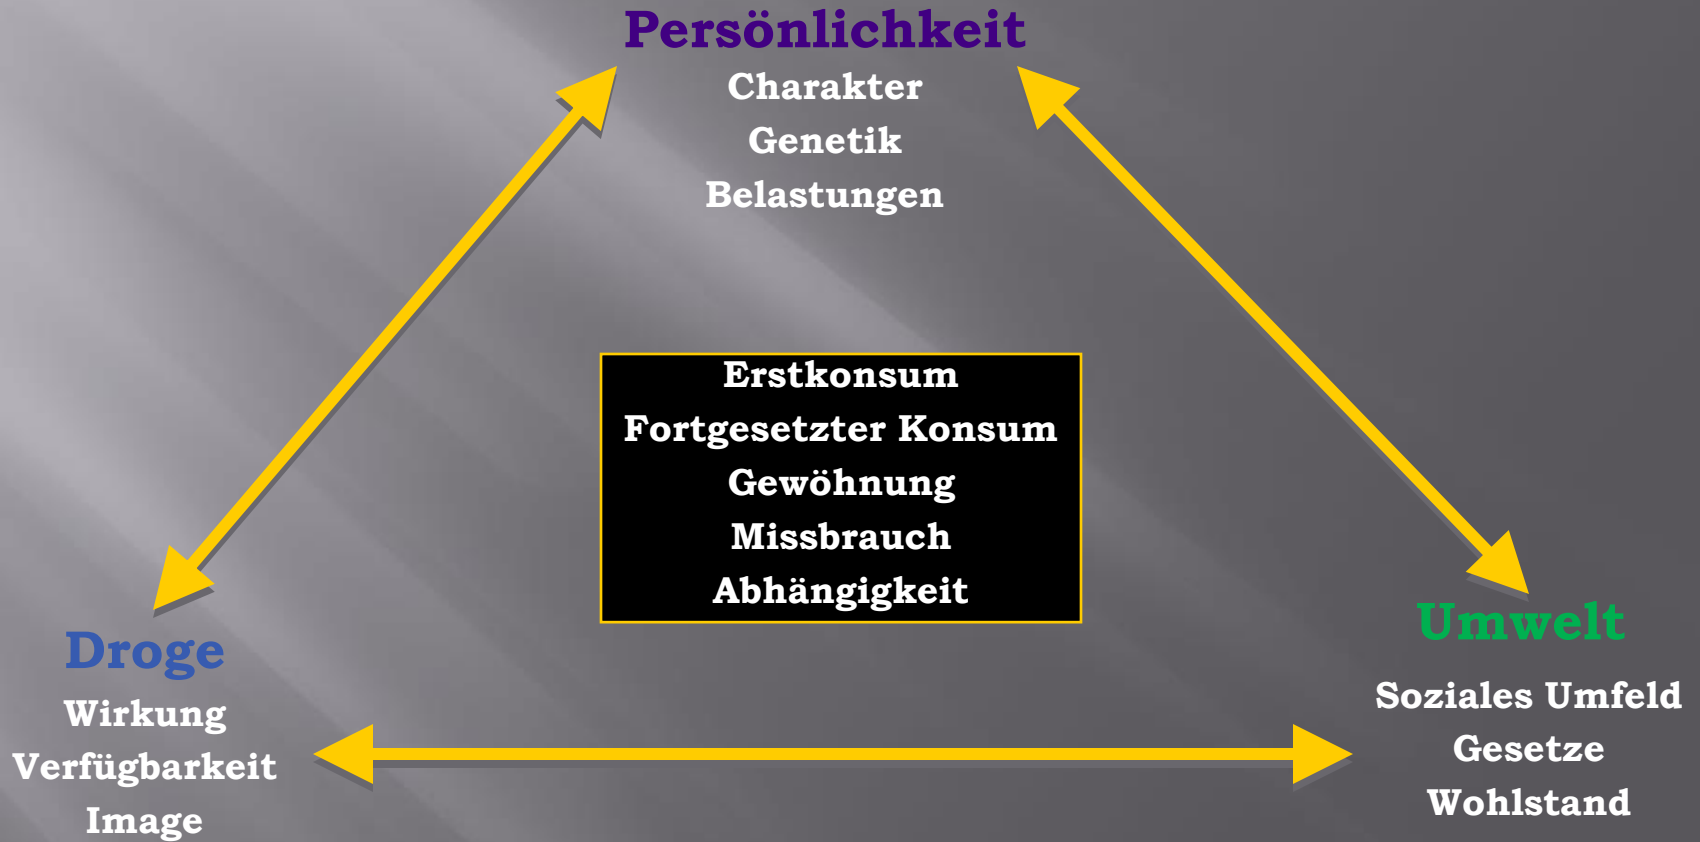 Persönlichkeit
Charakter
Genetik
Belastungen
Erstkonsum
Fortgesetzter Konsum
Gewöhnung
Missbrauch
Abhängigkeit
Droge
Wirkung
Verfügbarkeit
Image
Umwelt
Soziales Umfeld
Gesetze
Wohlstand